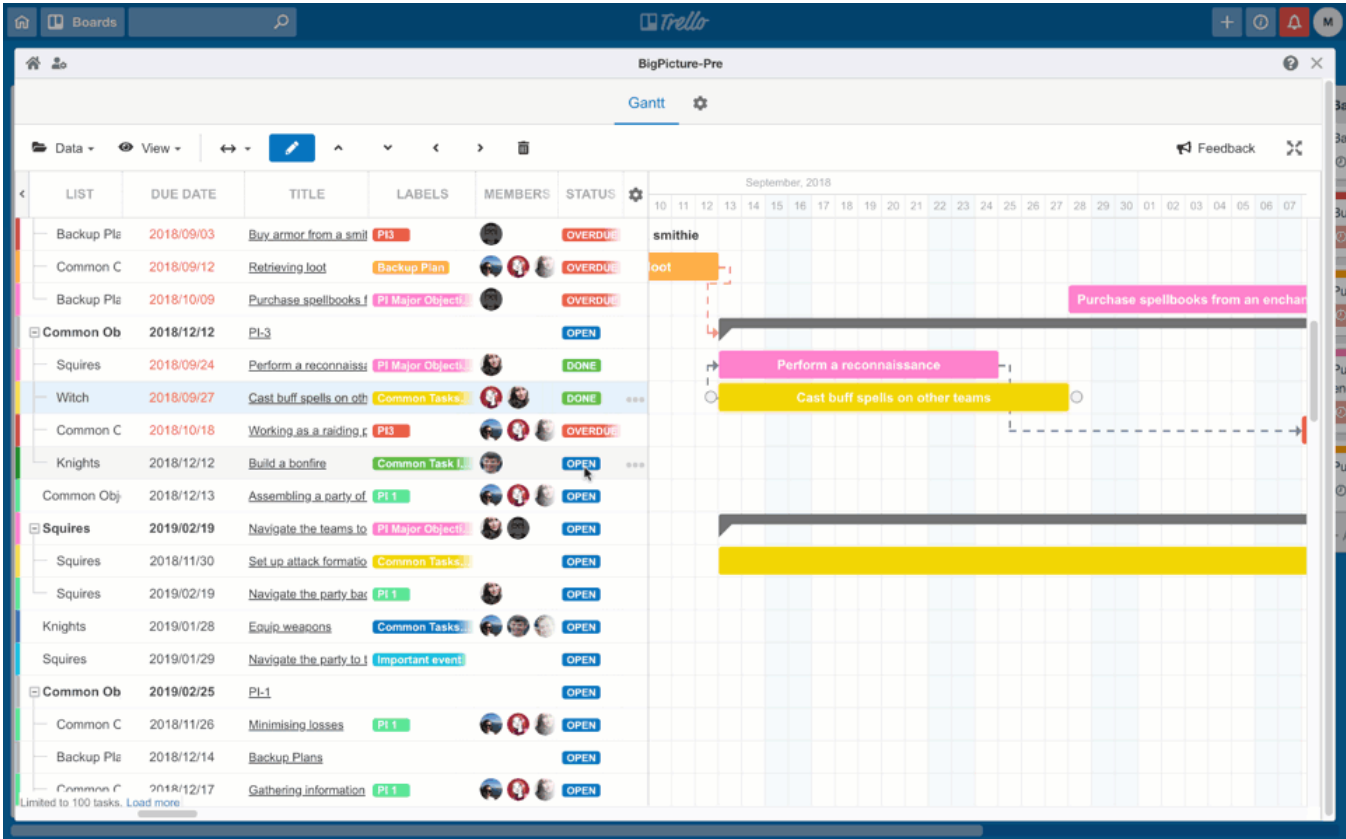 Boards
Trello
M
BigPicture-Pre
Gantt
Data
View
Feedback
LIST DUE DATE TITLE LABELS MEMBERS STATUS
September, 2018
10 11 12 13 14 15 16 17 18 19 20 21 22 23 24 25 26 27 28 29 30 01 02 03 04 05 06 07
Backup Pla 2018/09/03 Buy armor from a smit PI3 OVERDUE smithie
Common C 2018/09/12 Retrieving loot Backup Plan OVERDUE loot
Backup Pla 2018/10/09 Purchase spellbooks f PI Major Objecti... OVERDUE Purchase spellbooks from an enchan
Common Ob 2018/12/12 PI-3 OPEN
Squires 2018/09/24 Perform a reconnaissa PI Major Objecti... DONE Perform a reconnaissance
Witch 2018/09/27 Cast buff spells on oth Common Tasks... DONE Cast buff spells on other teams
Common C 2018/10/18 Working as a raiding p PI3 OVERDUE
Knights 2018/12/12 Build a bonfire Common Task I... OPEN
Common Obj 2018/12/13 Assembling a party of PI 1 OPEN
Squires 2019/02/19 Navigate the teams to PI Major Objecti... OPEN
Squires 2018/11/30 Set up attack formatio Common Tasks... OPEN
Squires 2019/02/19 Navigate the party bac PI 1 OPEN
Knights 2019/01/28 Equip weapons Common Tasks... OPEN
Squires 2019/01/29 Navigate the party to t Important event OPEN
Common Ob 2019/02/25 PI-1 OPEN
Common C 2018/11/26 Minimising losses PI 1 OPEN
Backup Pla 2018/12/14 Backup Plans OPEN
Common C 2018/12/17 Gathering information PI 1 OPEN
Limited to 100 tasks. Load more